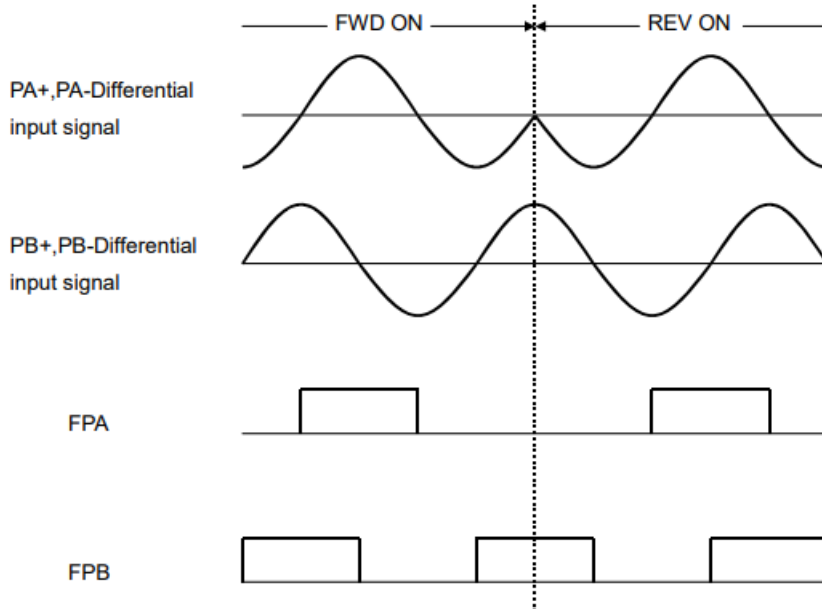 FWD ON
REV ON
PA+,PA-Differential
input signal
PB+,PB-Differential
input signal
FPA
FPB